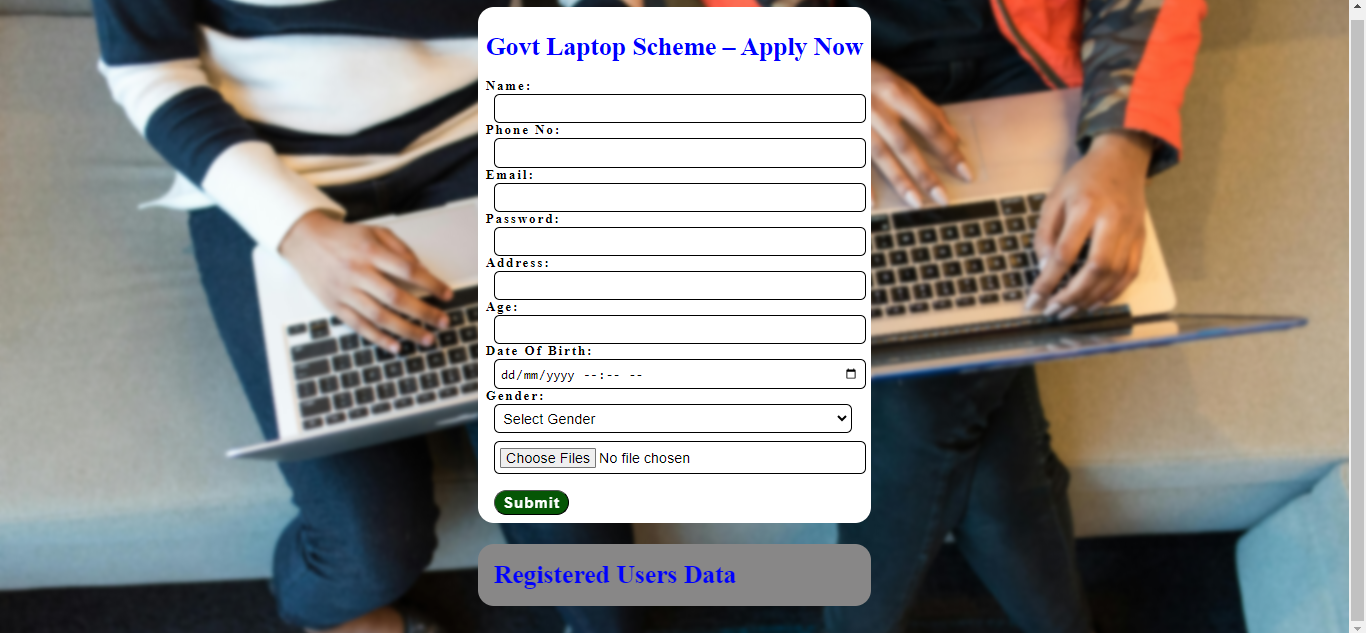 Govt Laptop Scheme – Apply Now
Name:
Phone No:
Email:
Password:
Address:
Age:
Date Of Birth:
dd/mm/yyyy --:-- --
Gender:
Select Gender
Choose Files No file chosen
Submit
Registered Users Data